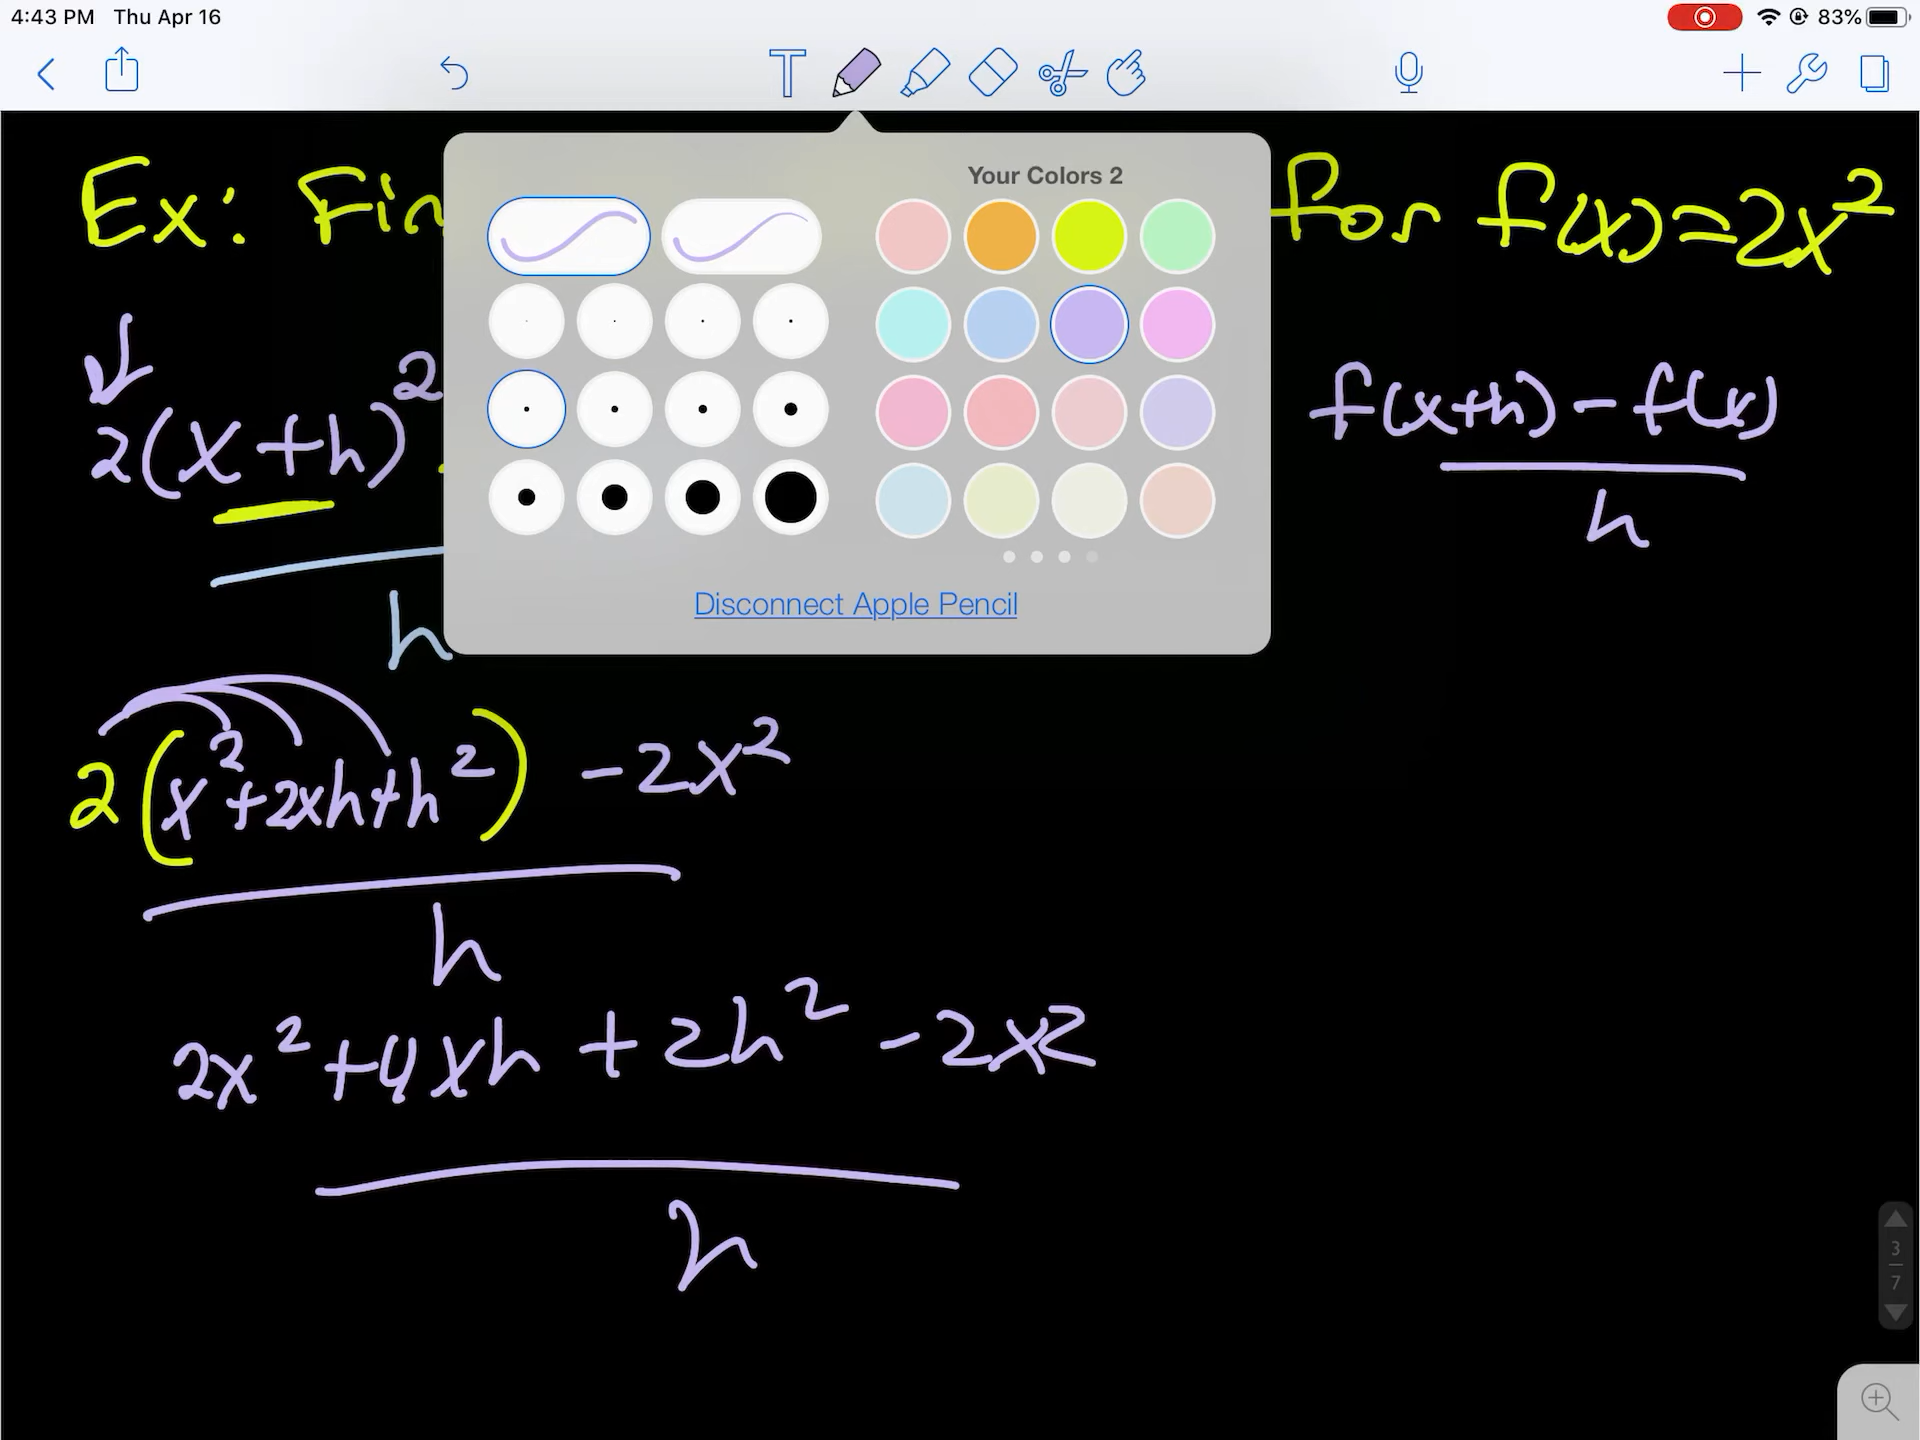 4:43 PM Thu Apr 16 83%
T
Your Colors 2
Disconnect Apple Pencil
Ex: for f(x)=2x²
2(x+h)²
h
f(x+h)-f(x)
h
2(x²+2xh+h²) -2x²
h
2x²+4xh+2h²-2x²
h
3
7